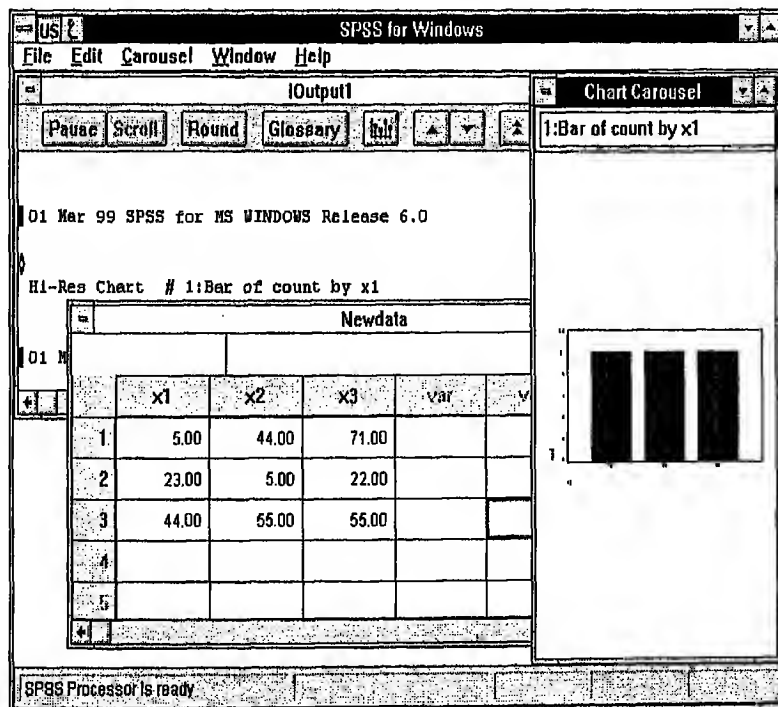 US
SPSS for Windows
File Edit Carousel Window Help
!Output1
Pause Scroll Round Glossary
01 Mar 99 SPSS for MS WINDOWS Release 6.0
Hi-Res Chart # 1:Bar of count by x1
01 M
Newdata
x1 x2 x3 var v
1 5.00 44.00 71.00
2 23.00 5.00 22.00
3 44.00 55.00 55.00
4
5
Chart Carousel
1:Bar of count by x1
SPSS Processor is ready